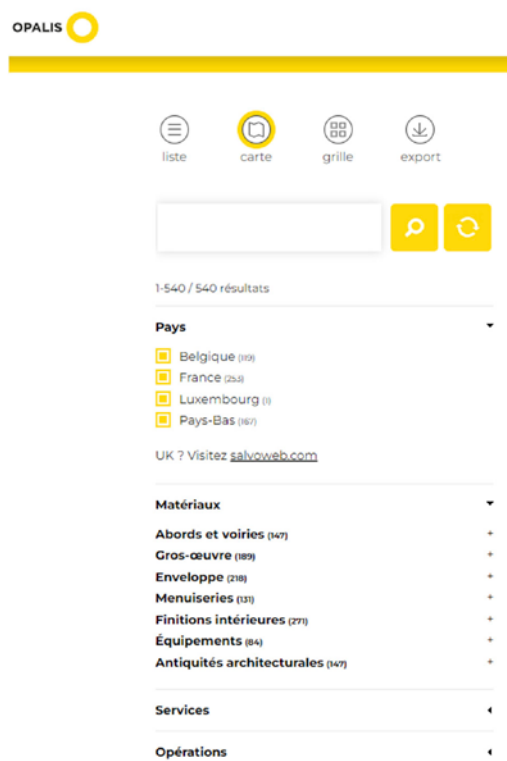 OPALIS
liste carte grille export
1-540 / 540 résultats
Pays
Belgique (119)
France (253)
Luxembourg (1)
Pays-Bas (167)
UK ? Visitez salvoweb.com
Matériaux
Abords et voiries (147) +
Gros-œuvre (189) +
Enveloppe (218) +
Menuiseries (131) +
Finitions intérieures (271) +
Équipements (84) +
Antiquités architecturales (147) +
Services
Opérations